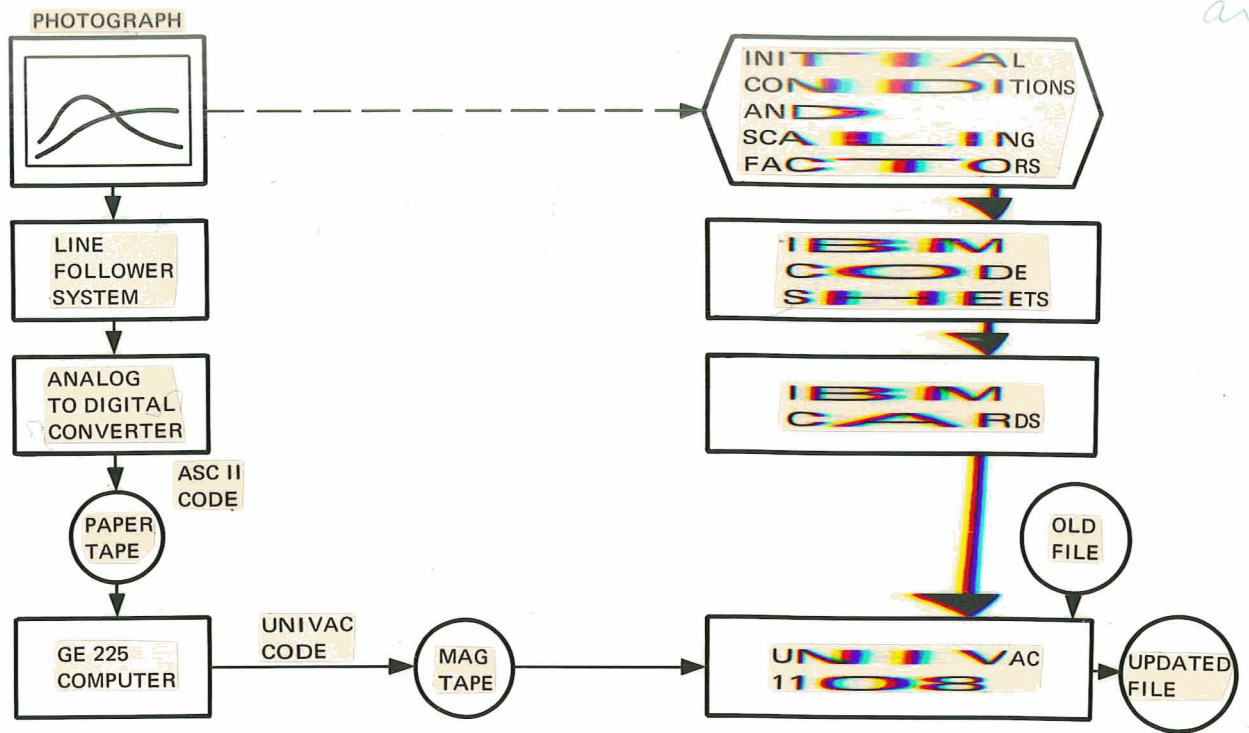 PHOTOGRAPH
INITIAL
CONDITIONS
AND
SCALING
FACTORS
LINE
FOLLOWER
SYSTEM
IBM
CODE
SHEETS
ANALOG
TO DIGITAL
CONVERTER
IBM
CARDS
ASC II
CODE
PAPER
TAPE
OLD
FILE
GE 225
COMPUTER
UNIVAC
CODE
MAG
TAPE
UNIVAC
1108
UPDATED
FILE